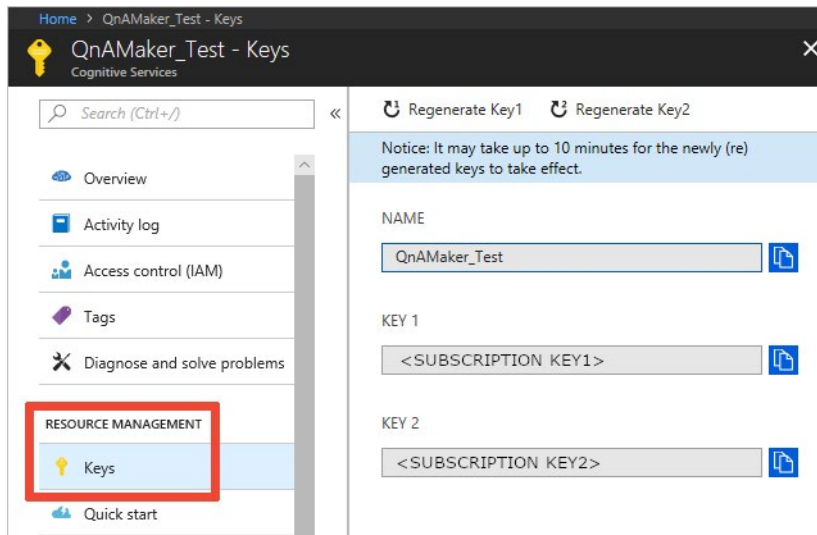 Home > QnAMaker_Test - Keys
QnAMaker_Test - Keys
Cognitive Services
Search (Ctrl+/)
Overview
Activity log
Access control (IAM)
Tags
Diagnose and solve problems
RESOURCE MANAGEMENT
Keys
Quick start
Regenerate Key1
Regenerate Key2
Notice: It may take up to 10 minutes for the newly (re)
generated keys to take effect.
NAME
QnAMaker_Test
KEY 1
<SUBSCRIPTION KEY1>
KEY 2
<SUBSCRIPTION KEY2>